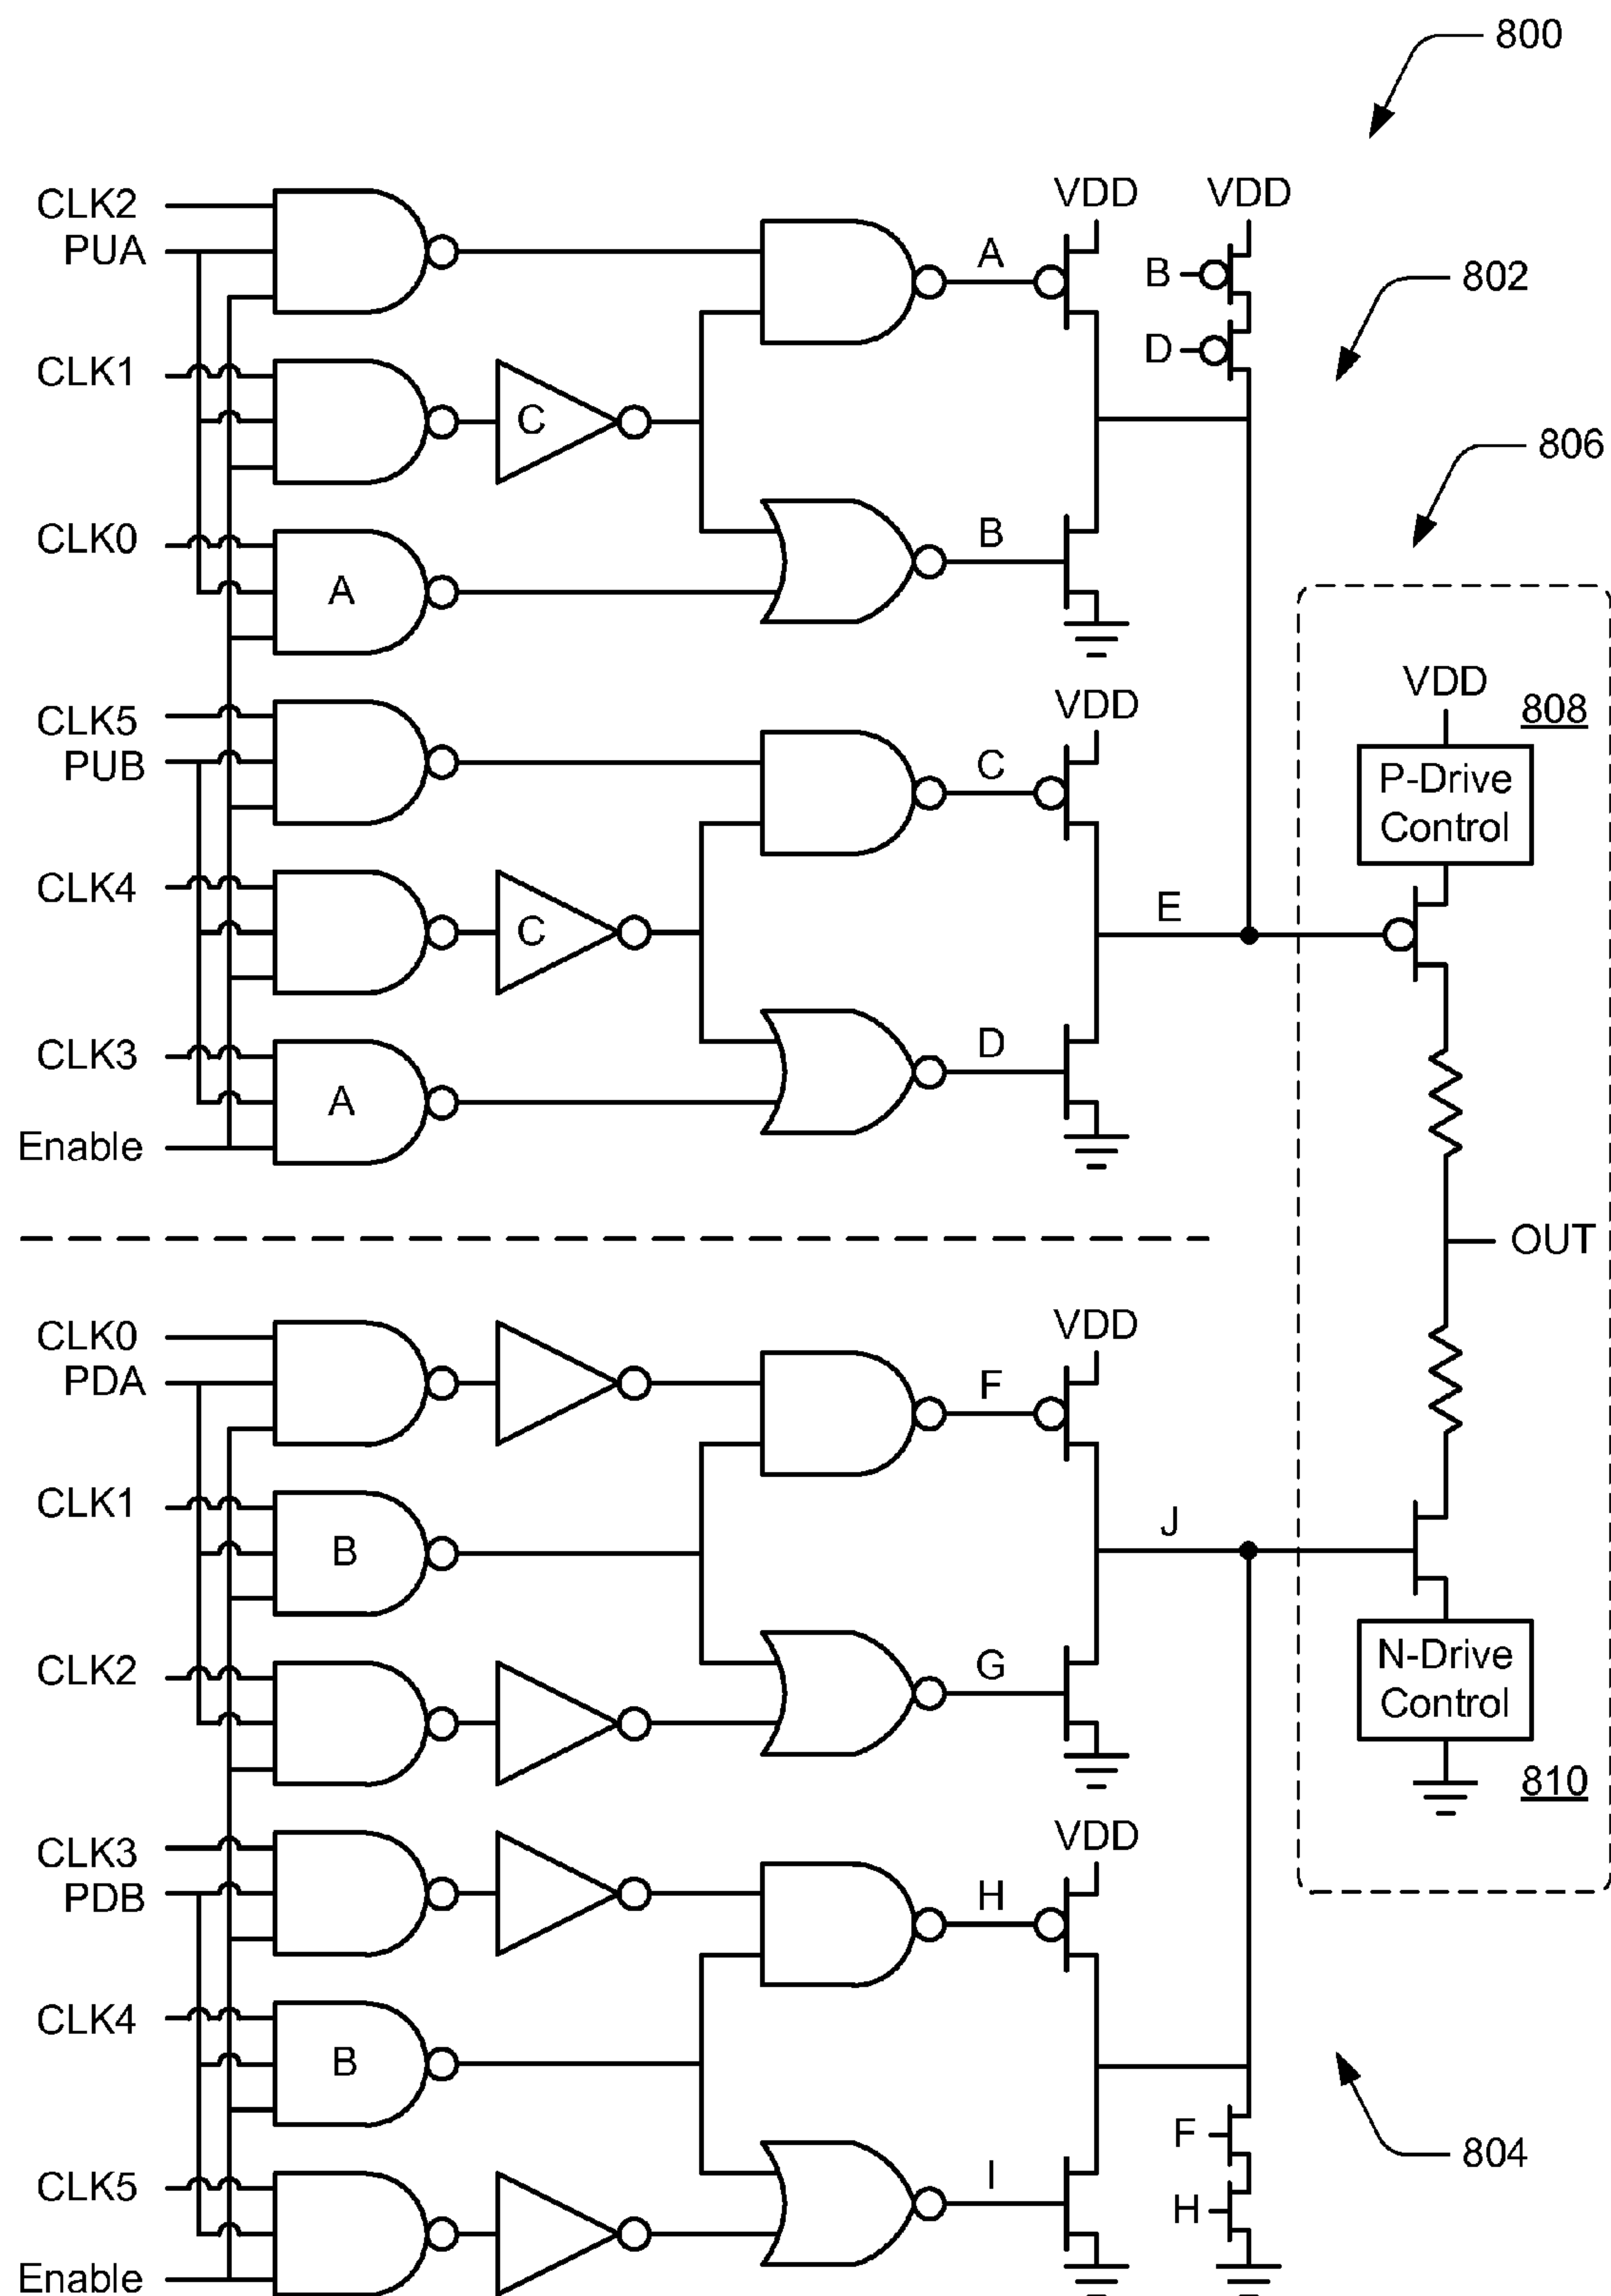 800
CLK2
PUA
A
VDD
VDD
B
D
802
CLK1
C
806
CLK0
A
B
CLK5
PUB
C
VDD
VDD
808
P-Drive
Control
CLK4
C
E
CLK3
A
D
Enable
OUT
CLK0
PDA
F
VDD
CLK1
B
J
CLK2
G
N-Drive
Control
810
CLK3
PDB
H
VDD
CLK4
B
F
804
CLK5
I
H
Enable